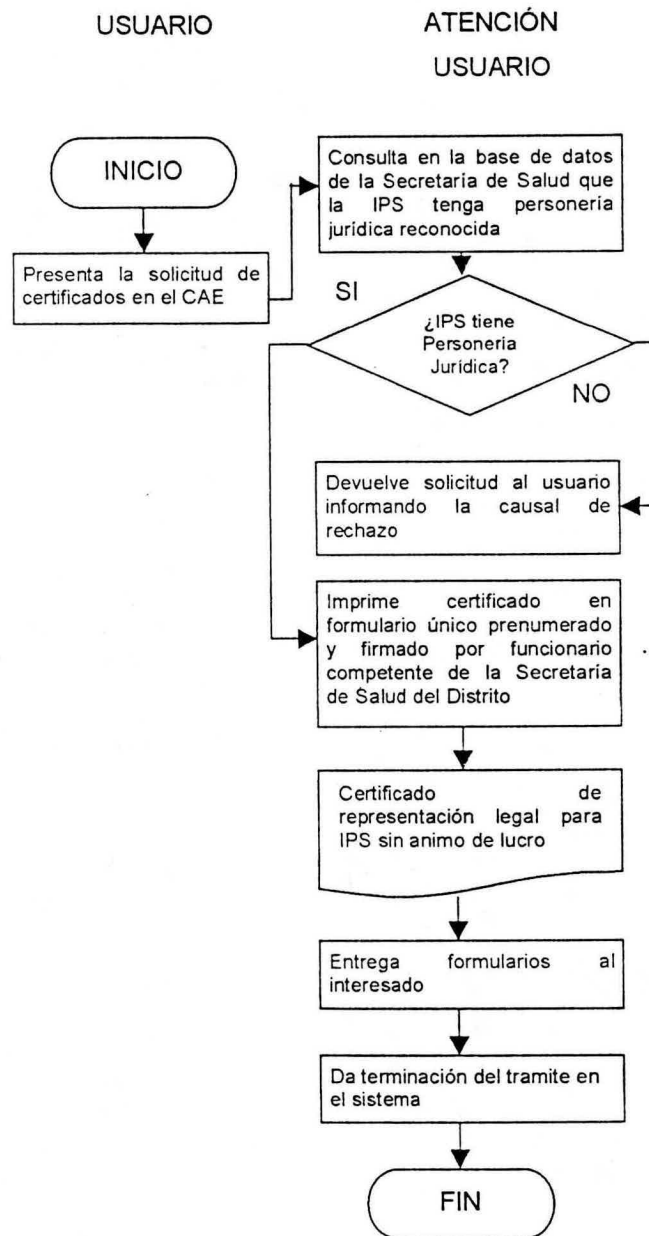 USUARIO
ATENCIÓN
USUARIO
INICIO
Presenta la solicitud de
certificados en el CAE
Consulta en la base de datos
de la Secretaría de Salud que
la IPS tenga personería
jurídica reconocida
SI
¿IPS tiene
Personería
Jurídica?
NO
Devuelve solicitud al usuario
informando la causal de
rechazo
Imprime certificado en
formulario único prenumerado
y firmado por funcionario
competente de la Secretaría
de Salud del Distrito
Certificado de
representación legal para
IPS sin animo de lucro
Entrega formularios al
interesado
Da terminación del tramite en
el sistema
FIN